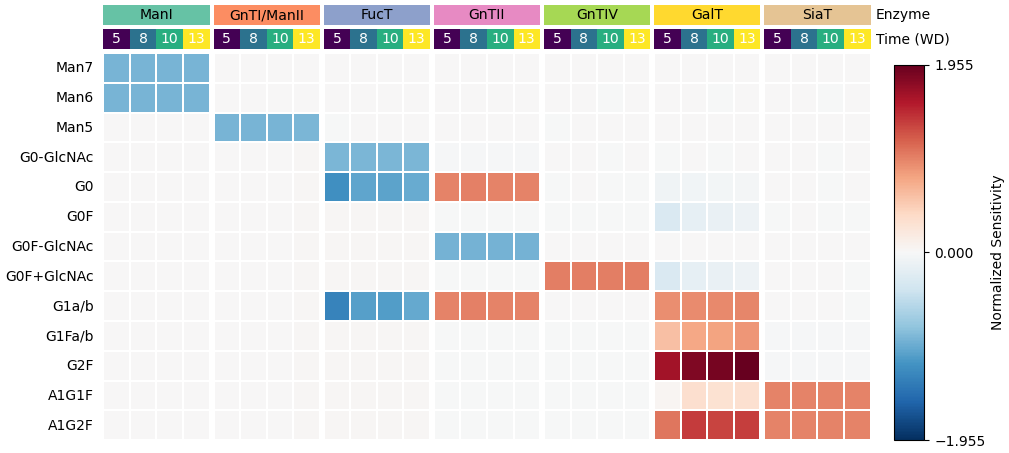 ManI GnTI/ManII FucT GnTII GnTIV GalT SiaT Enzyme
5 8 10 13 5 8 10 13 5 8 10 13 5 8 10 13 5 8 10 13 5 8 10 13 5 8 10 13 Time (WD)
1.955
Man7
Man6
Man5
G0-GlcNAc
G0
G0F
G0F-GlcNAc
0.000
G0F+GlcNAc
G1a/b
G1Fa/b
G2F
A1G1F
A1G2F
−1.955
Normalized Sensitivity